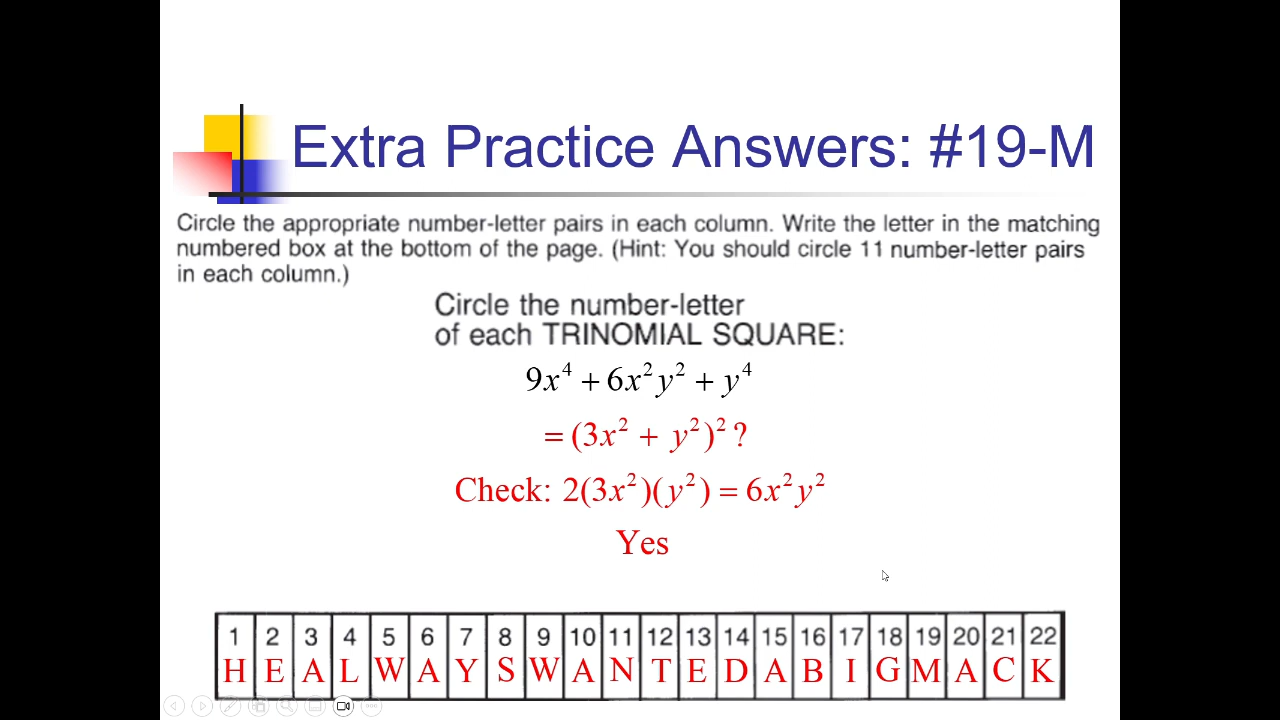 Extra Practice Answers: #19-M
Circle the appropriate number-letter pairs in each column. Write the letter in the matching
numbered box at the bottom of the page. (Hint: You should circle 11 number-letter pairs
in each column.)
Circle the number-letter
of each TRINOMIAL SQUARE:
9x⁴ + 6x²y² + y⁴
= (3x² + y²)² ?
Check: 2(3x²)(y²) = 6x²y²
Yes
1 2 3 4 5 6 7 8 9 10 11 12 13 14 15 16 17 18 19 20 21 22
H E A L W A Y S W A N T E D A B I G M A C K